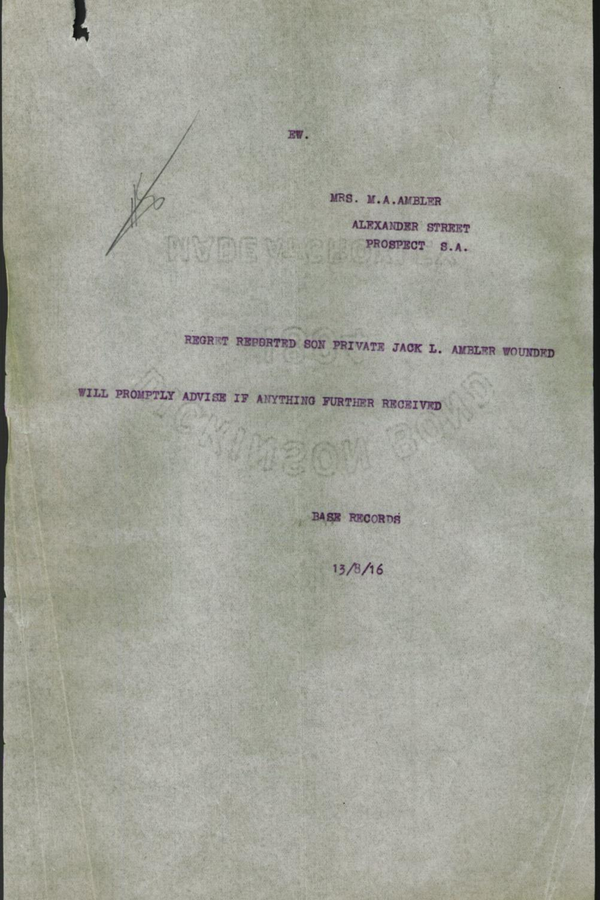 EW.
MRS. M.A.AMBLER
ALEXANDER STREET
PROSPECT S.A.
REGRET REPORTED SON PRIVATE JACK L. AMBLER WOUNDED
WILL PROMPTLY ADVISE IF ANYTHING FURTHER RECEIVED
BASE RECORDS
13/8/16